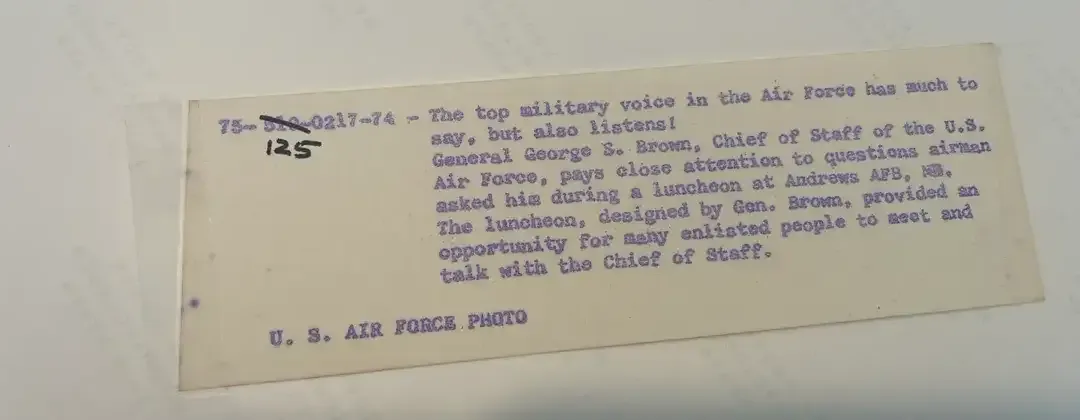 75-510-0217-74 - The top military voice in the Air Force has much to
125
say, but also listens!
General George S. Brown, Chief of Staff of the U.S.
Air Force, pays close attention to questions airman
asked him during a luncheon at Andrews AFB, MD.
The luncheon, designed by Gen. Brown, provided an
opportunity for many enlisted people to meet and
talk with the Chief of Staff.
U. S. AIR FORCE PHOTO